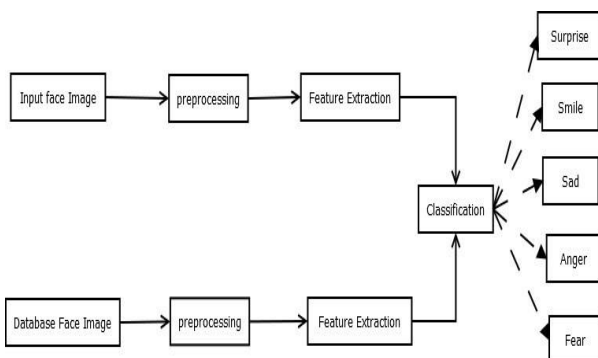 Surprise
Input face Image
preprocessing
Feature Extraction
Smile
Sad
Classification
Anger
Database Face Image
preprocessing
Feature Extraction
Fear